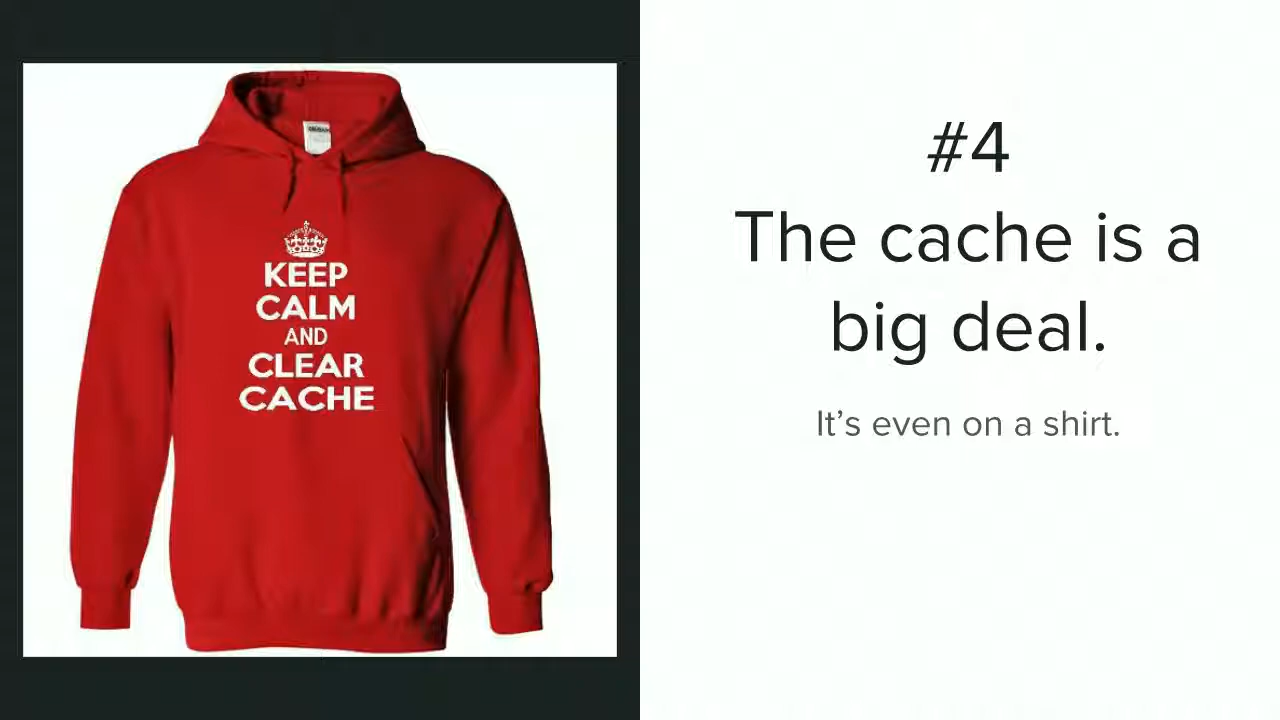 KEEP
CALM
AND
CLEAR
CACHE
#4
The cache is a
big deal.
It’s even on a shirt.